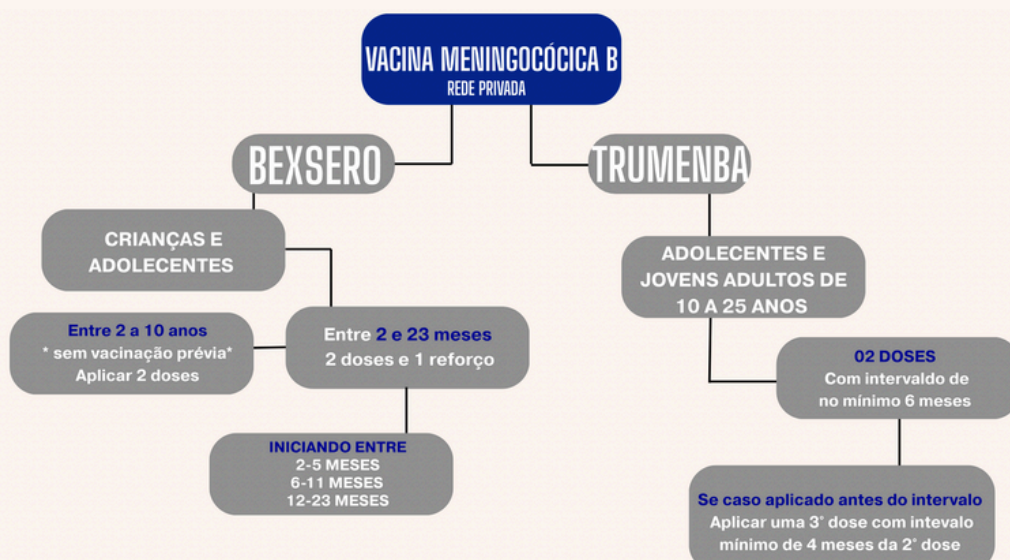 VACINA MENINGOCÓCICA B
REDE PRIVADA
BEXSERO
TRUMENBA
CRIANÇAS E
ADOLECENTES
ADOLECENTES E
JOVENS ADULTOS DE
10 A 25 ANOS
Entre 2 a 10 anos
* sem vacinação prévia*
Aplicar 2 doses
Entre 2 e 23 meses
2 doses e 1 reforço
02 DOSES
Com intervaldo de
no mínimo 6 meses
INICIANDO ENTRE
2-5 MESES
6-11 MESES
12-23 MESES
Se caso aplicado antes do intervalo
Aplicar uma 3° dose com intevalo
mínimo de 4 meses da 2° dose